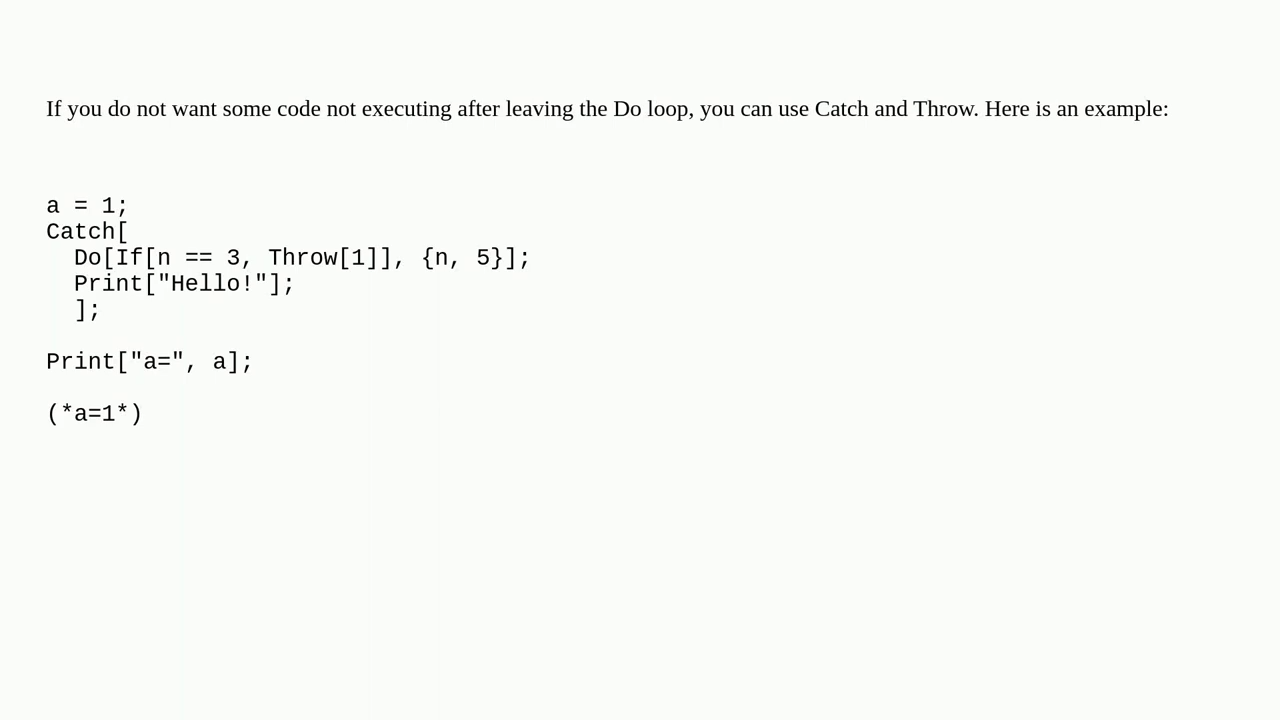 If you do not want some code not executing after leaving the Do loop, you can use Catch and Throw. Here is an example:
a = 1;
Catch[
  Do[If[n == 3, Throw[1]], {n, 5}];
  Print["Hello!"];
  ];
Print["a=", a];
(*a=1*)